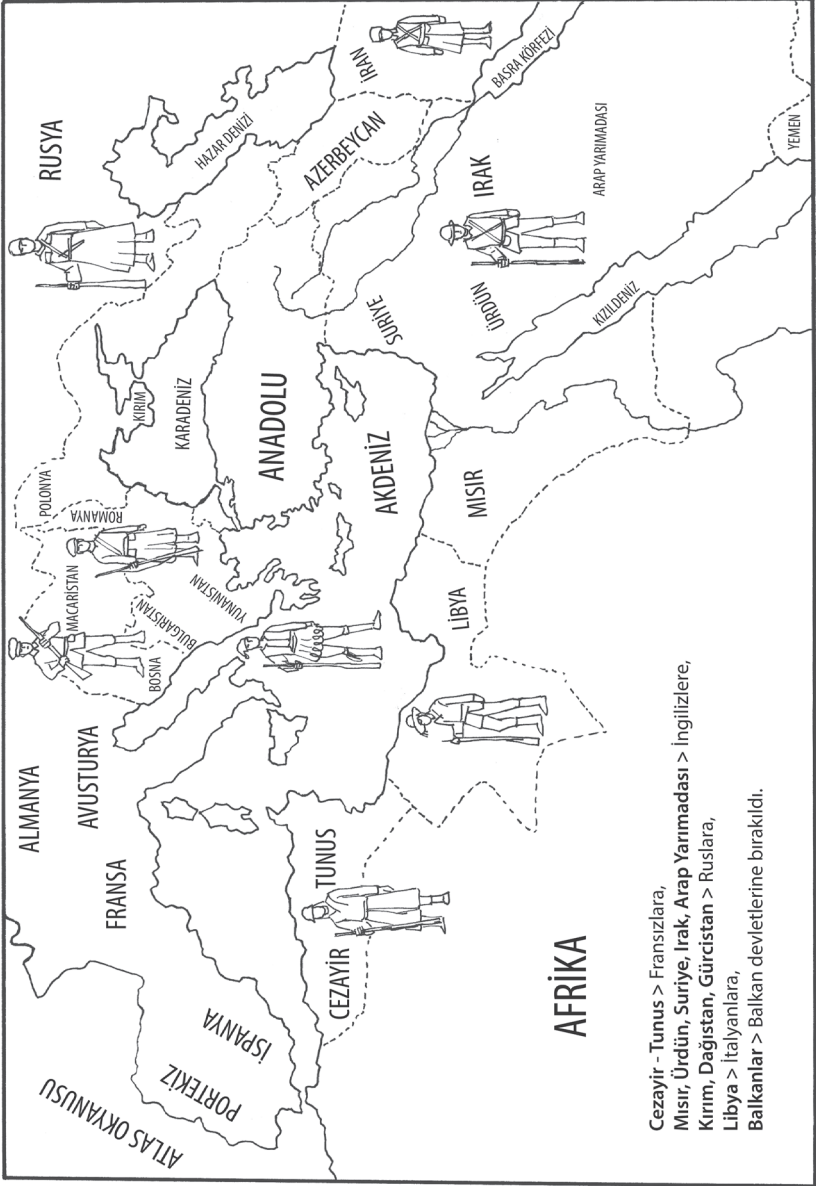 RUSYA
ALMANYA
AVUSTURYA
FRANSA
POLONYA
ROMANYA
MACARİSTAN
BULGARİSTAN
BOSNA
YUNANİSTAN
KIRIM
KARADENİZ
HAZAR DENİZİ
İRAN
AZERBEYCAN
BASRA KÖRFEZİ
ATLAS OKYANUSU
PORTEKİZ
İSPANYA
ANADOLU
AKDENİZ
SURİYE
ÜRDÜN
IRAK
ARAP YARIMADASI
KIZILDENİZ
YEMEN
CEZAYİR
TUNUS
LİBYA
MISIR
AFRİKA
Cezayir - Tunus > Fransızlara,
Mısır, Ürdün, Suriye, Irak, Arap Yarımadası > İngilizlere,
Kırım, Dağıstan, Gürcistan > Ruslara,
Libya > İtalyanlara,
Balkanlar > Balkan devletlerine bırakıldı.